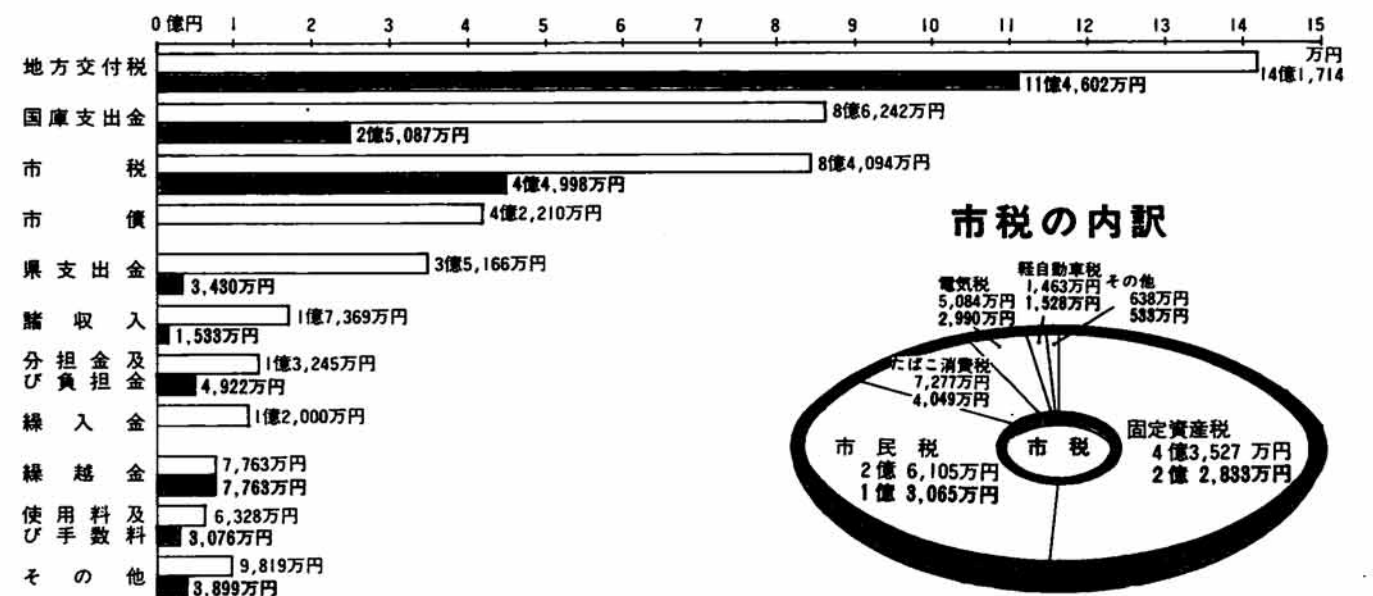 0億円 1 2 3 4 5 6 7 8 9 10 11 12 13 14 15
地方交付税
万円
14億1,714
11億4,602万円
国庫支出金
8億6,242万円
2億5,087万円
市税
8億4,094万円
4億4,998万円
市債
4億2,210万円
県支出金
3億5,166万円
3,430万円
諸収入
1億7,369万円
1,533万円
分担金及
び負担金
1億3,245万円
4,922万円
繰入金
1億2,000万円
繰越金
7,763万円
7,763万円
使用料及
び手数料
6,328万円
3,076万円
その他
9,819万円
3,899万円
市税の内訳
電気税
5,084万円
2,990万円
軽自動車税
1,463万円
1,528万円
その他
638万円
533万円
たばこ消費税
7,277万円
4,049万円
市民税
2億6,105万円
1億3,065万円
市税
固定資産税
4億3,527万円
2億2,833万円